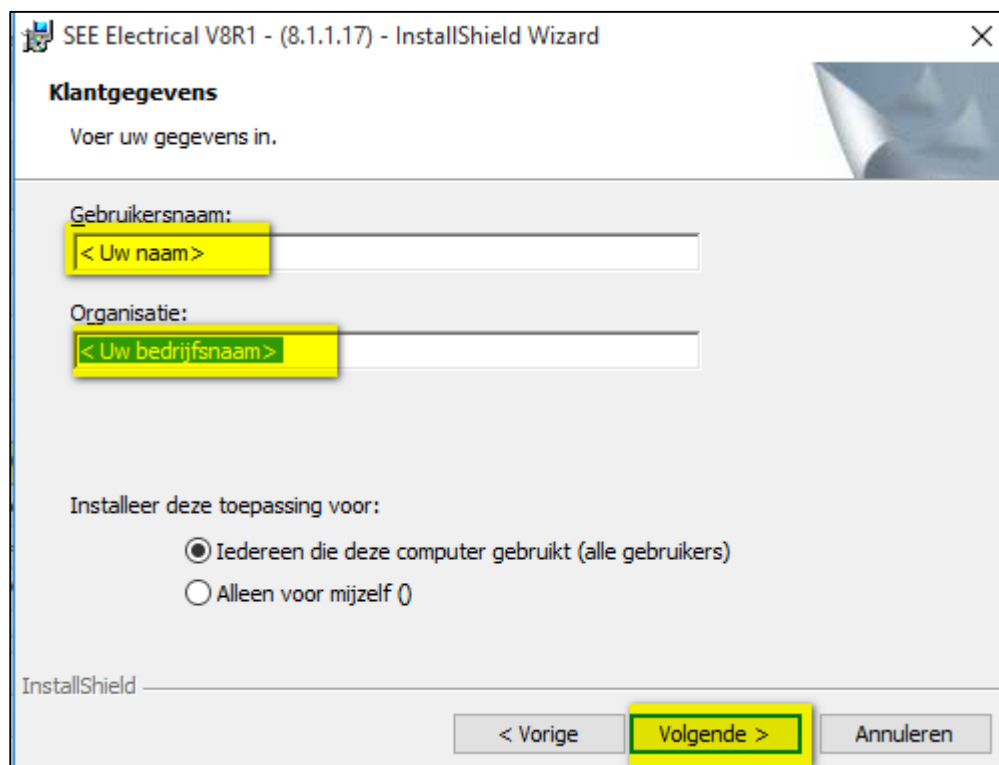 SEE Electrical V8R1 - (8.1.1.17) - InstallShield Wizard
Klantgegevens
Voer uw gegevens in.
Gebruikersnaam:
< Uw naam>
Organisatie:
< Uw bedrijfsnaam>
Installeer deze toepassing voor:
Iedereen die deze computer gebruikt (alle gebruikers)
Alleen voor mijzelf ()
InstallShield
< Vorige Volgende > Annuleren